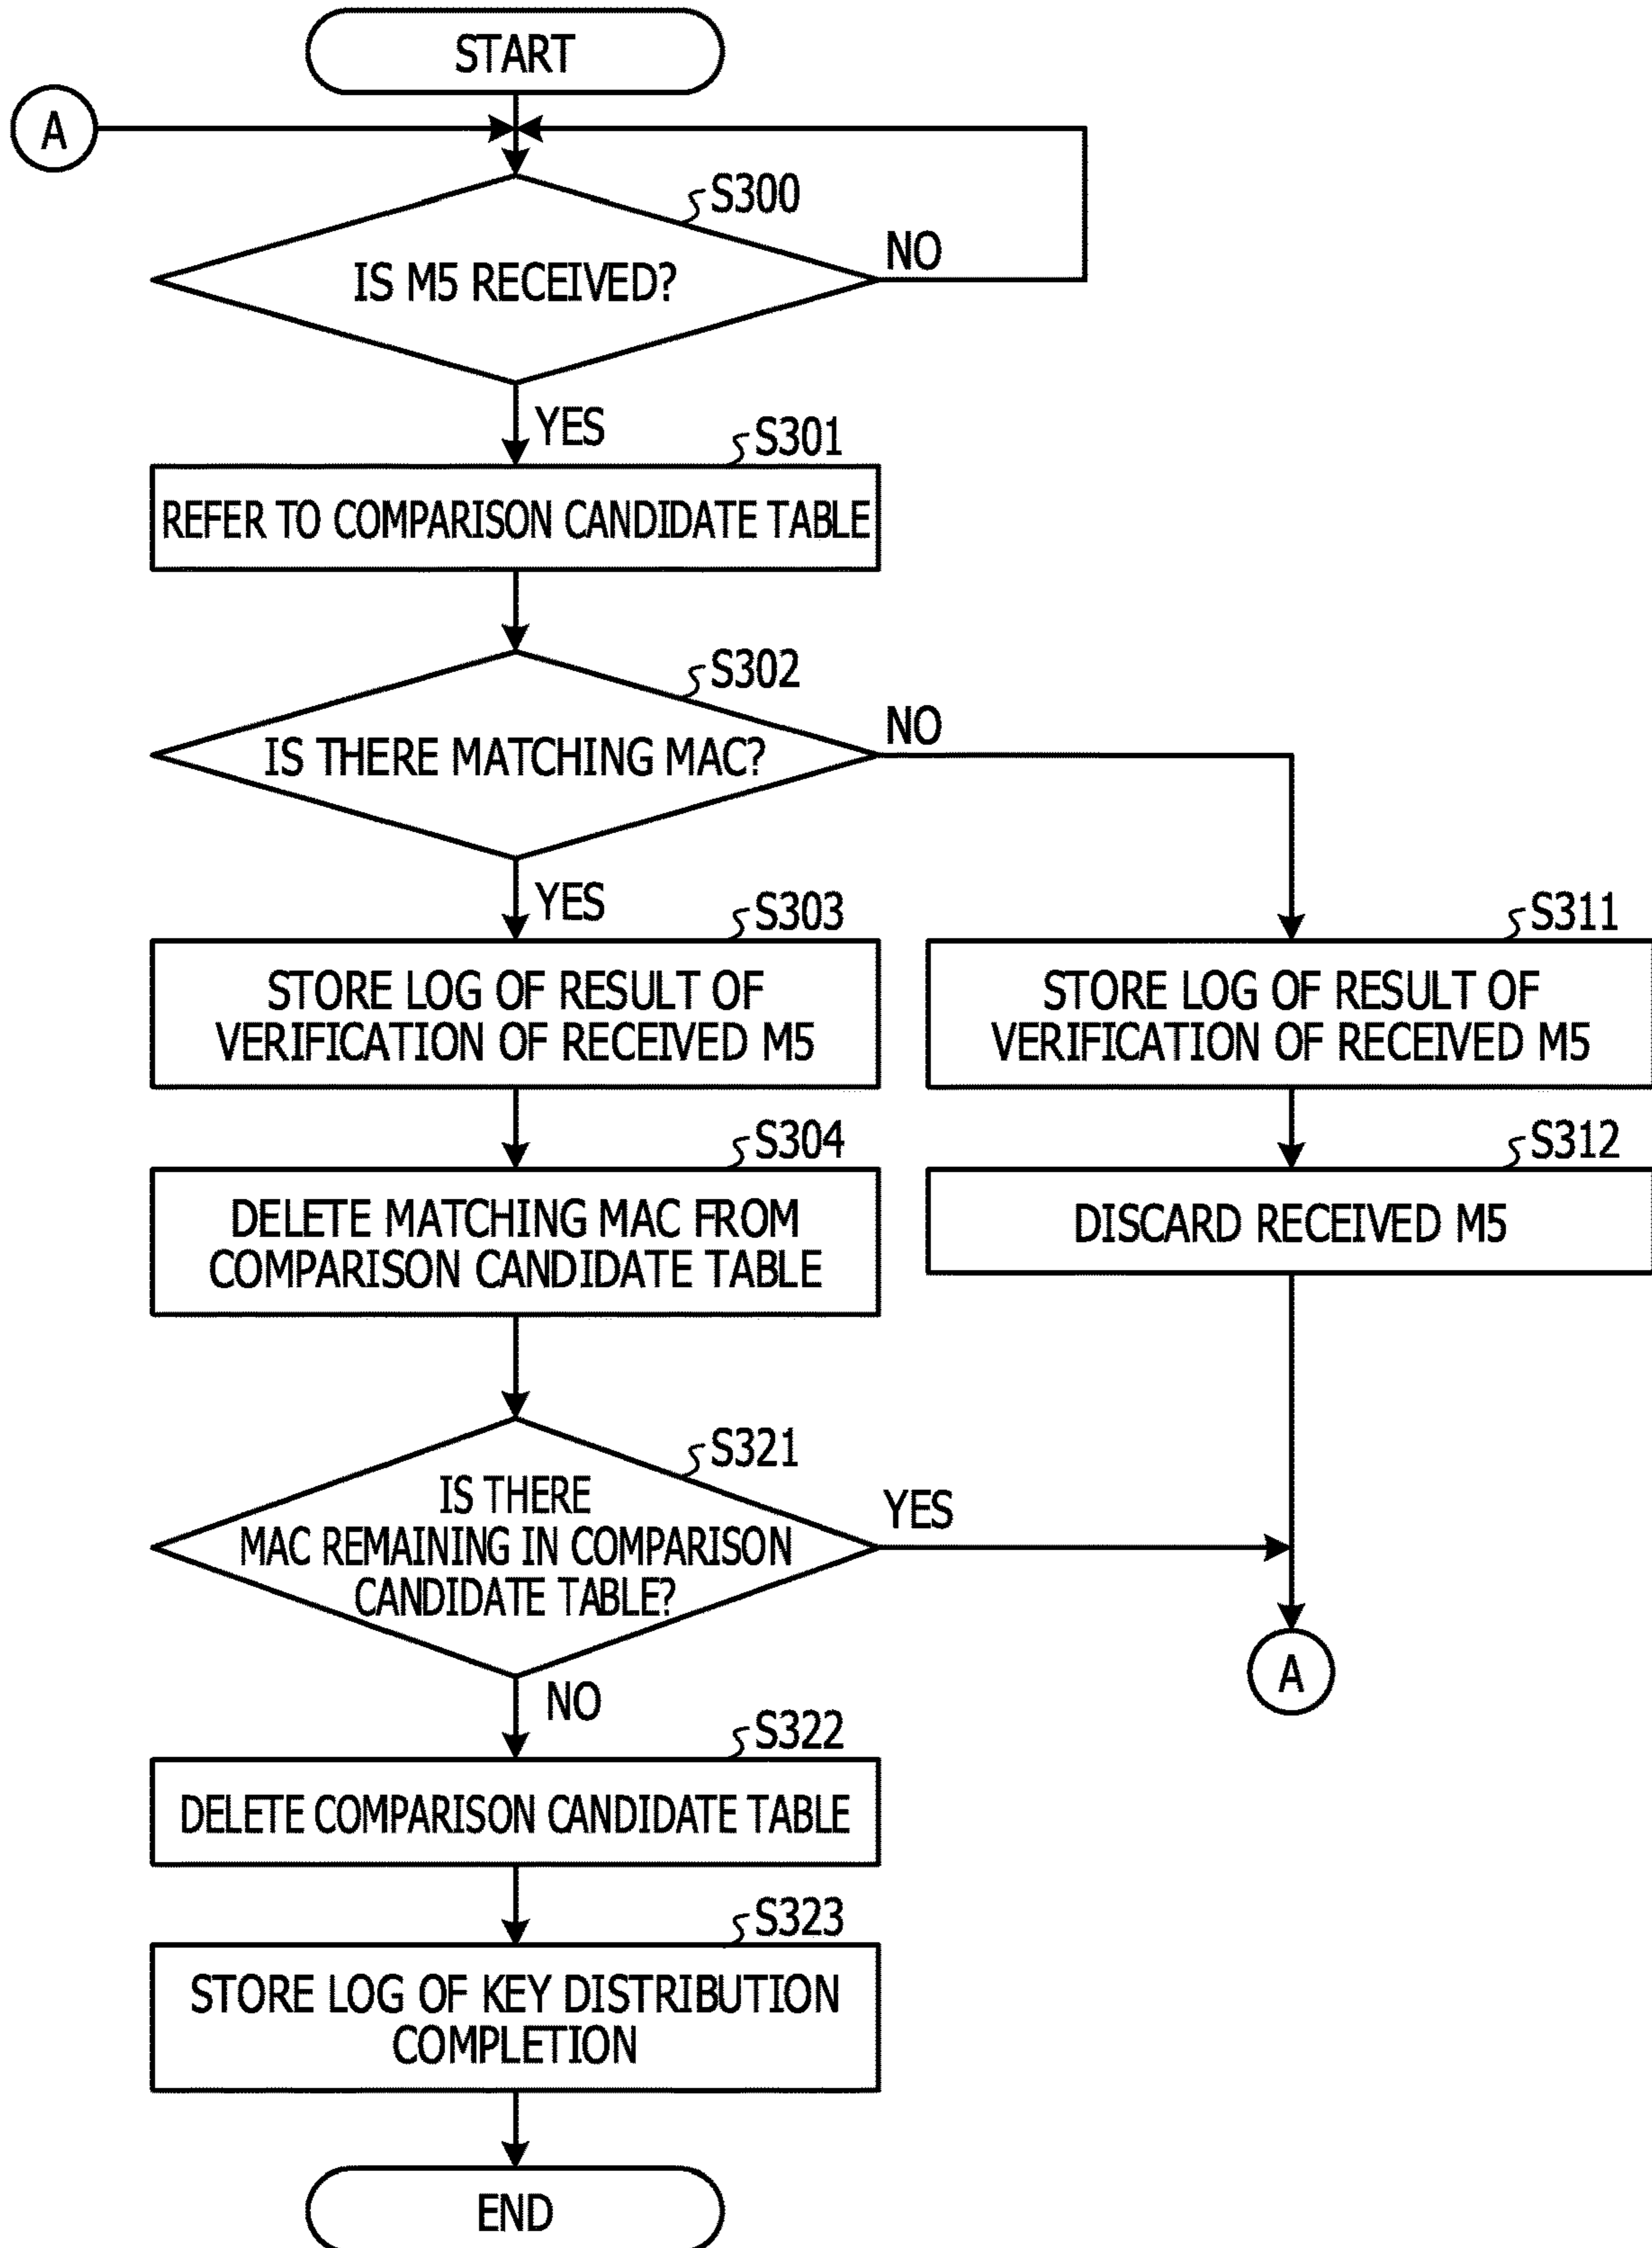 START
A
S300
IS M5 RECEIVED?
NO
YES
S301
REFER TO COMPARISON CANDIDATE TABLE
S302
IS THERE MATCHING MAC?
NO
YES
S303
STORE LOG OF RESULT OF
VERIFICATION OF RECEIVED M5
S311
STORE LOG OF RESULT OF
VERIFICATION OF RECEIVED M5
S304
DELETE MATCHING MAC FROM
COMPARISON CANDIDATE TABLE
S312
DISCARD RECEIVED M5
S321
IS THERE
MAC REMAINING IN COMPARISON
CANDIDATE TABLE?
YES
A
NO
S322
DELETE COMPARISON CANDIDATE TABLE
S323
STORE LOG OF KEY DISTRIBUTION
COMPLETION
END